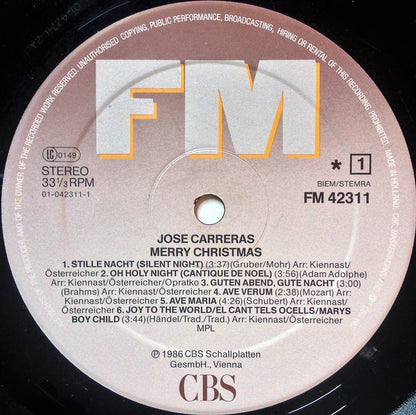 UNAUTHORISED COPYING, PUBLIC PERFORMANCE, BROADCASTING, HIRING OR RENTAL OF THIS RECORDING PROHIBITED. MADE IN HOLLAND.
AND OF THE OWNER OF THE RECORDED WORK RESERVED.
FM
LC 0149
STEREO
33⅓ RPM
01-042311-1
* 1
BIEM/STEMRA
FM 42311
JOSE CARRERAS
MERRY CHRISTMAS
1. STILLE NACHT (SILENT NIGHT) (3:37)(Gruber/Mohr) Arr: Kiennast/
Österreicher 2. OH HOLY NIGHT (CANTIQUE DE NOEL) (3:56)(Adam Adolphe)
Arr: Kiennast/Österreicher/Opratko 3. GUTEN ABEND, GUTE NACHT (3:00)
(Brahms) Arr: Kiennast/Österreicher 4. AVE VERUM (2:38)(Mozart) Arr:
Kiennast/Österreicher 5. AVE MARIA (4:26)(Schubert) Arr: Kiennast/Österreicher
6. JOY TO THE WORLD/EL CANT TELS OCELLS/MARYS
BOY CHILD (3:44)(Händel/Trad./Trad.) Arr: Kiennast/Österreicher
MPL
℗ 1986 CBS Schallplatten
GesmbH., Vienna
CBS